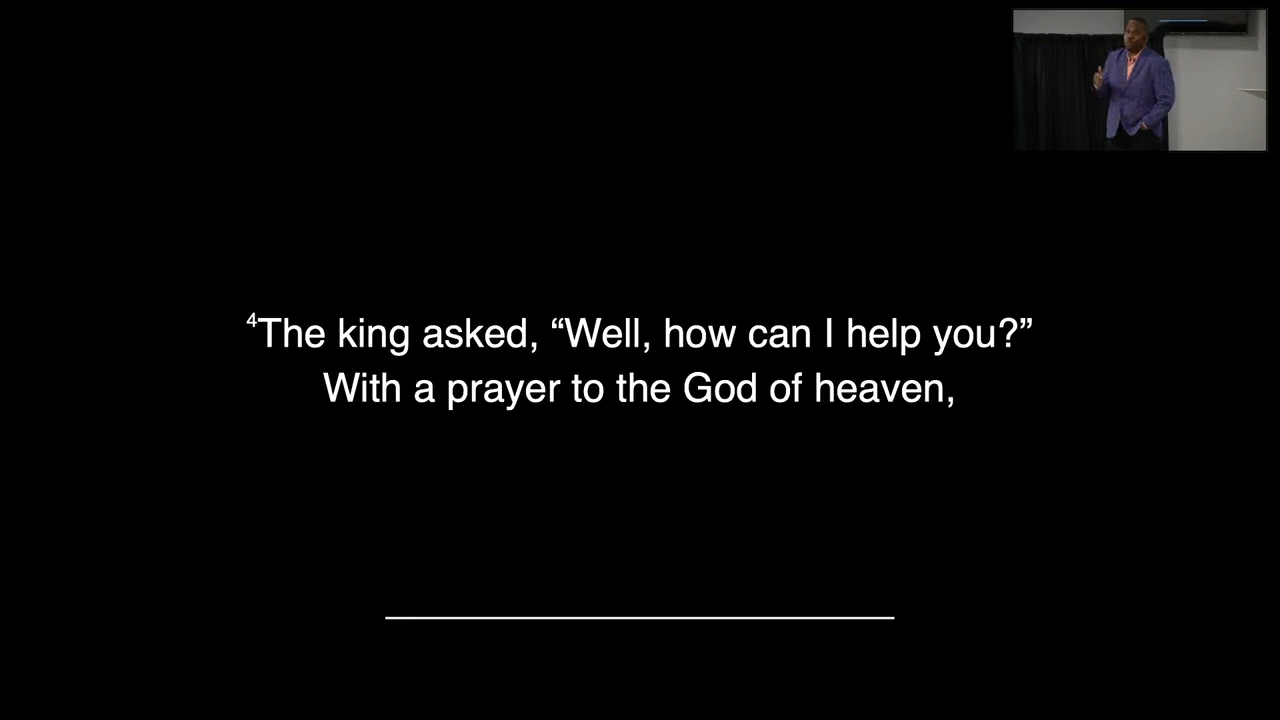 ⁴The king asked, “Well, how can I help you?”
With a prayer to the God of heaven,